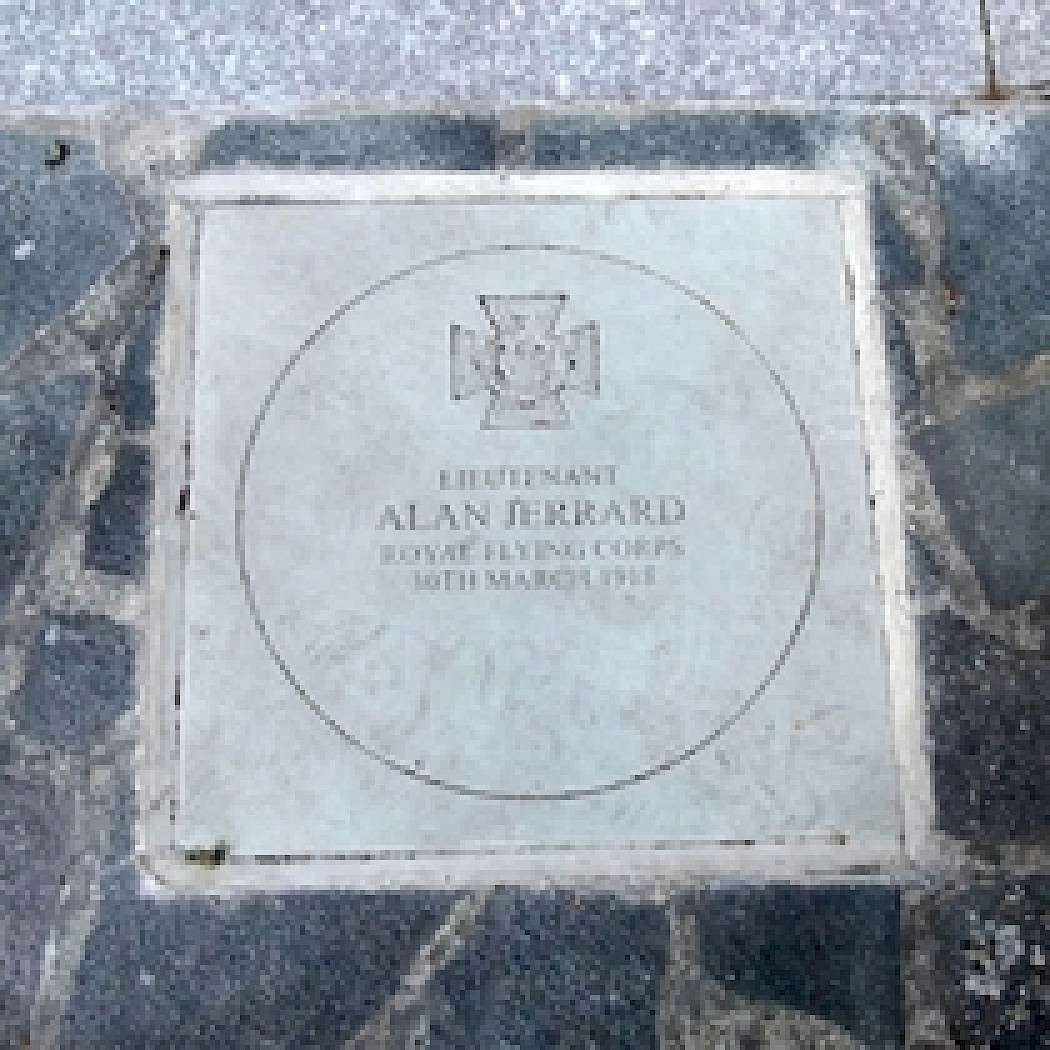 LIEUTENANT
ALAN JERRARD
ROYAL FLYING CORPS
30TH MARCH 1918